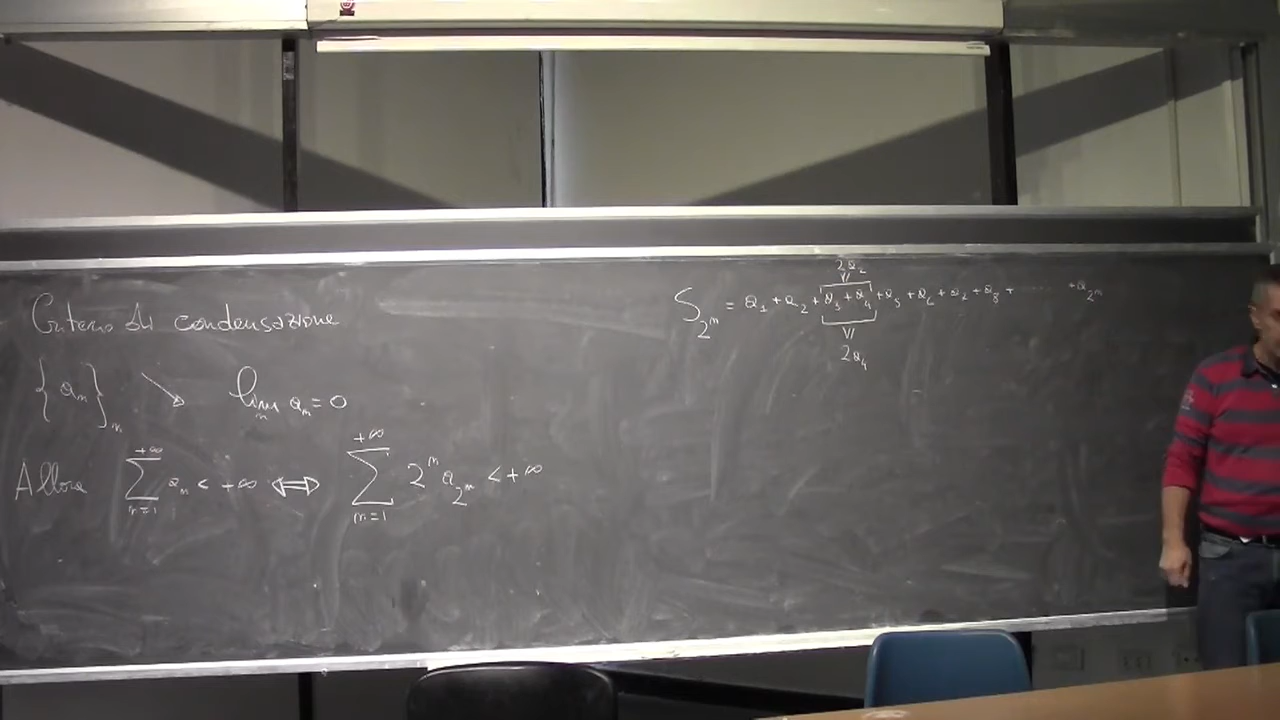 Criterio di condensazione
{aₙ}ₙ ↘ limₙ aₙ = 0
Allora ∑_{n=1}^{+∞} aₙ < +∞ ⟺ ∑_{n=1}^{+∞} 2ⁿ a_{2ⁿ} < +∞
2a₂
S_{2ⁿ} = a₁ + a₂ + a₃ + a₄ + a₅ + a₆ + a₇ + a₈ + ...... + a_{2ⁿ}
2a₄